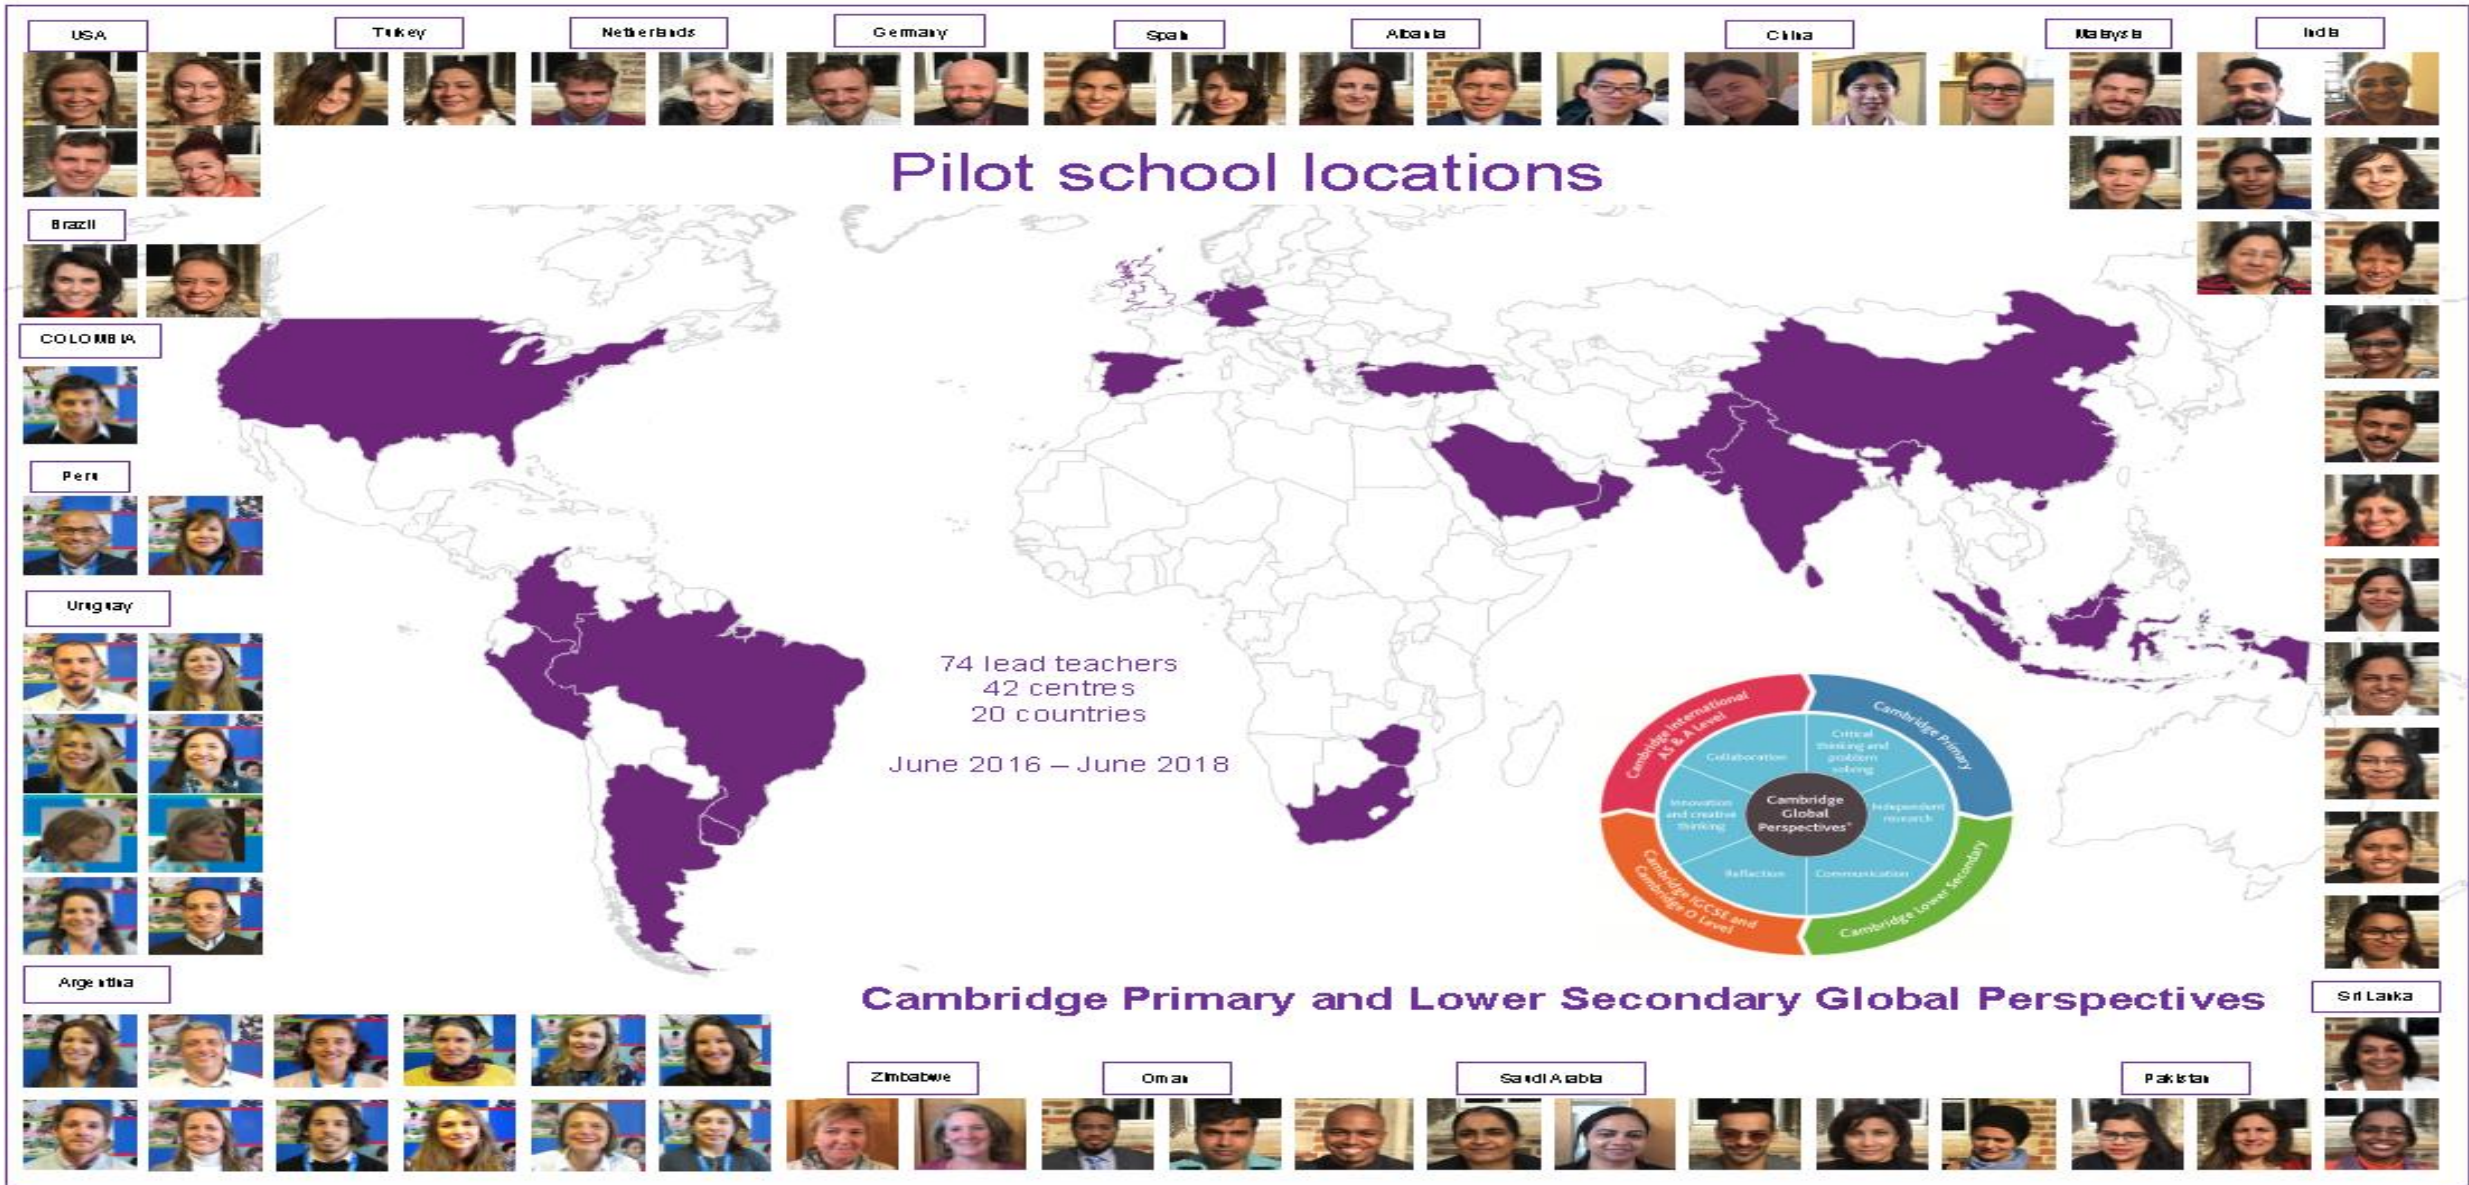 USA
Turkey
Netherlands
Germany
Spain
Albania
China
Malaysia
India
Pilot school locations
Brazil
COLOMBIA
Peru
Uruguay
74 lead teachers
42 centres
20 countries
June 2016 – June 2018
Cambridge International
AS & A Level
Cambridge Primary
Collaboration
Critical
thinking and
problem
solving
Innovation
and creative
thinking
Cambridge
Global
Perspectives®
Independent
research
Reflection
Communication
Cambridge IGCSE and
Cambridge O Level
Cambridge Lower Secondary
Argentina
Cambridge Primary and Lower Secondary Global Perspectives
Sri Lanka
Zimbabwe
Oman
Saudi Arabia
Pakistan